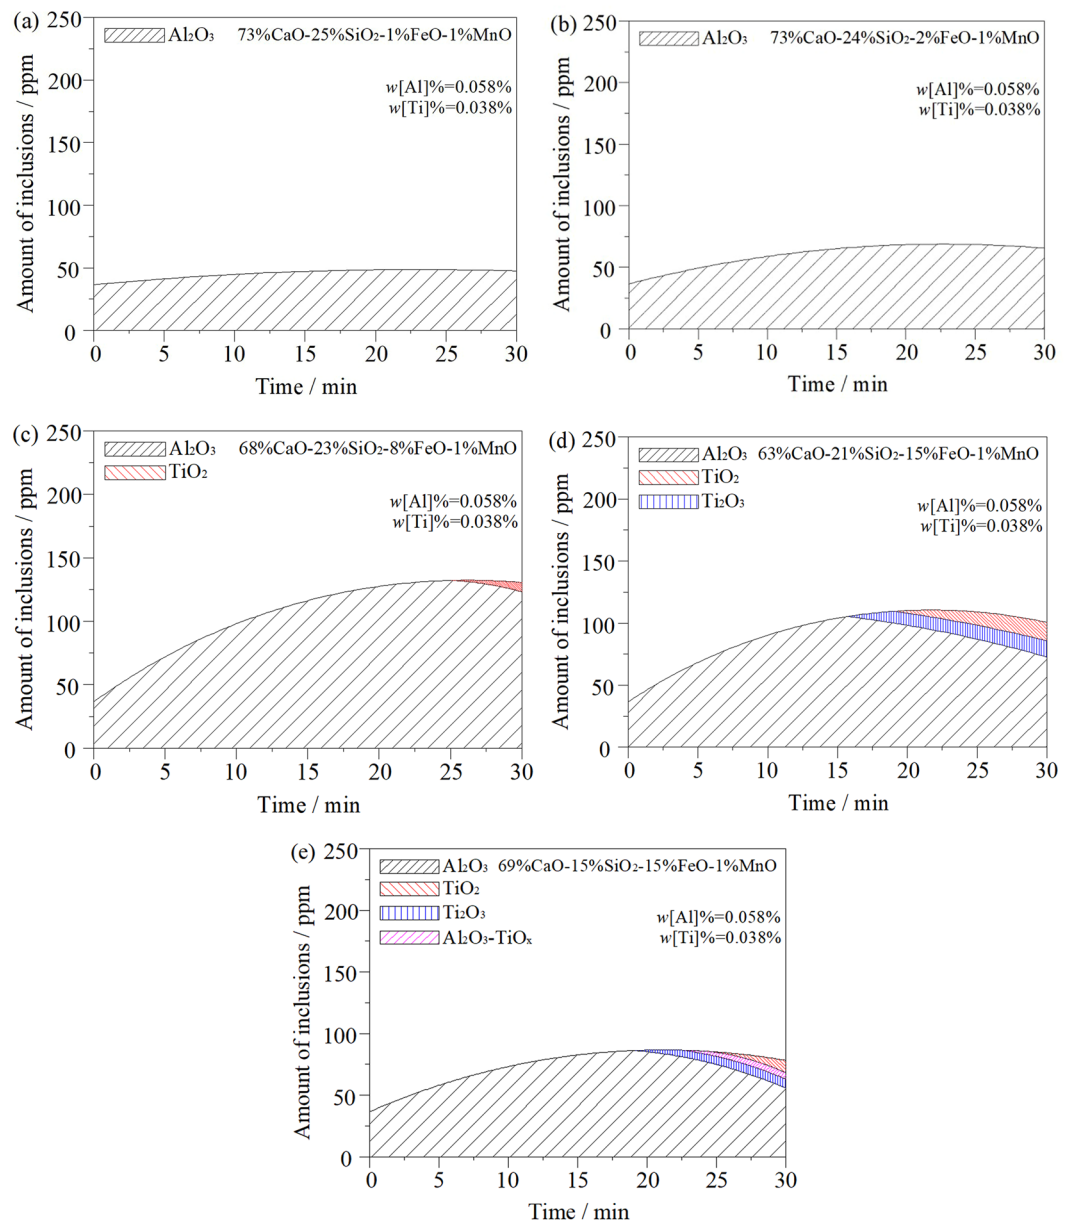 (a)
250
200
150
100
50
0
Amount of inclusions / ppm
Al₂O₃ 73%CaO-25%SiO₂-1%FeO-1%MnO
w[Al]%=0.058%
w[Ti]%=0.038%
0 5 10 15 20 25 30
Time / min
(b)
250
200
150
100
50
0
Amount of inclusions / ppm
Al₂O₃ 73%CaO-24%SiO₂-2%FeO-1%MnO
w[Al]%=0.058%
w[Ti]%=0.038%
0 5 10 15 20 25 30
Time / min
(c)
250
200
150
100
50
0
Amount of inclusions / ppm
Al₂O₃ 68%CaO-23%SiO₂-8%FeO-1%MnO
TiO₂
w[Al]%=0.058%
w[Ti]%=0.038%
0 5 10 15 20 25 30
Time / min
(d)
250
200
150
100
50
0
Amount of inclusions / ppm
Al₂O₃ 63%CaO-21%SiO₂-15%FeO-1%MnO
TiO₂
Ti₂O₃
w[Al]%=0.058%
w[Ti]%=0.038%
0 5 10 15 20 25 30
Time / min
(e)
250
200
150
100
50
0
Amount of inclusions / ppm
Al₂O₃ 69%CaO-15%SiO₂-15%FeO-1%MnO
TiO₂
Ti₂O₃
Al₂O₃-TiOₓ
w[Al]%=0.058%
w[Ti]%=0.038%
0 5 10 15 20 25 30
Time / min